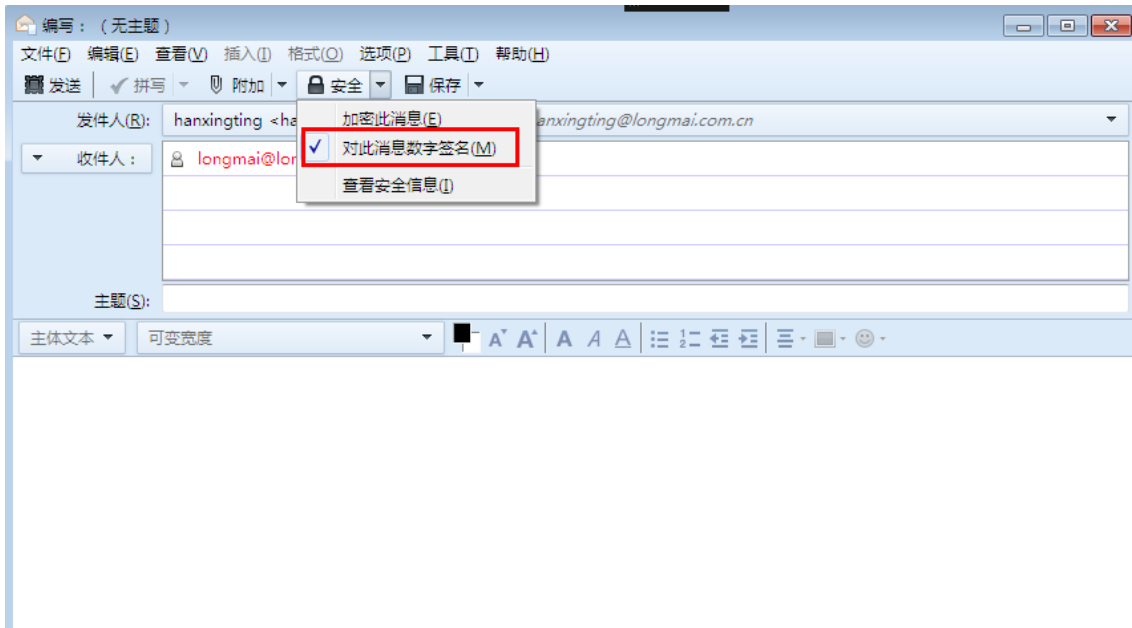 编写：（无主题）
文件(F) 编辑(E) 查看(V) 插入(I) 格式(O) 选项(P) 工具(T) 帮助(H)
发送 拼写 附加 安全 保存
发件人(R): hanxingting <ha anxingting@longmai.com.cn
加密此消息(E)
收件人： longmai@lor
对此消息数字签名(M)
查看安全信息(I)
主题(S):
主体文本 可变宽度